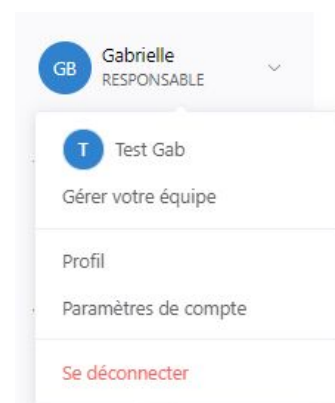 GB Gabrielle
RESPONSABLE
T Test Gab
Gérer votre équipe
Profil
Paramètres de compte
Se déconnecter